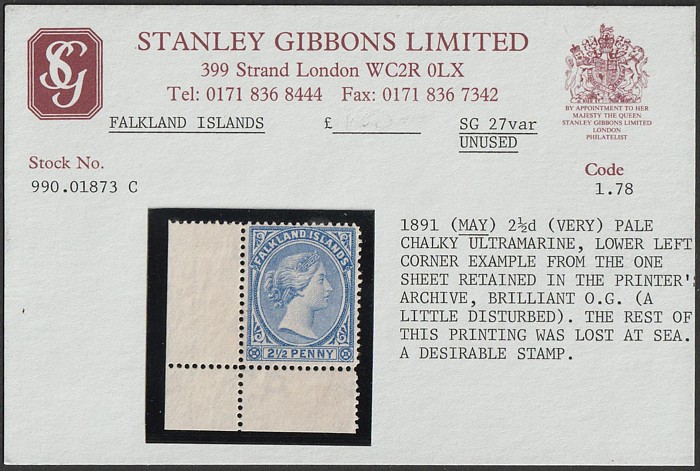 SG
STANLEY GIBBONS LIMITED
399 Strand London WC2R 0LX
Tel: 0171 836 8444 Fax: 0171 836 7342
BY APPOINTMENT TO HER
MAJESTY THE QUEEN
STANLEY GIBBONS LIMITED
LONDON
PHILATELIST
FALKLAND ISLANDS £ SG 27var
UNUSED
Stock No. Code
990.01873 C 1.78
FALKLAND ISLANDS
2½ PENNY
1891 (MAY) 2½d (VERY) PALE
CHALKY ULTRAMARINE, LOWER LEFT
CORNER EXAMPLE FROM THE ONE
SHEET RETAINED IN THE PRINTER'
ARCHIVE, BRILLIANT O.G. (A
LITTLE DISTURBED). THE REST OF
THIS PRINTING WAS LOST AT SEA.
A DESIRABLE STAMP.